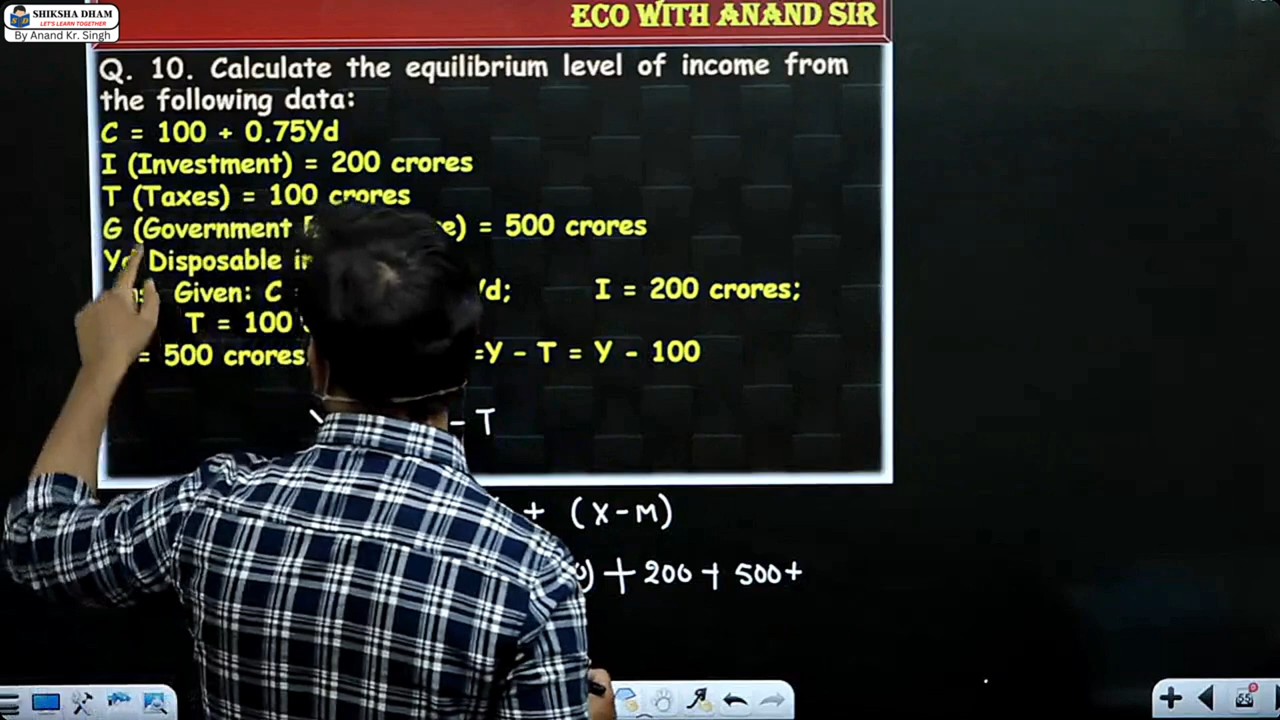 SHIKSHA DHAM
LET'S LEARN TOGETHER
By Anand Kr. Singh
ECO WITH ANAND SIR
Q. 10. Calculate the equilibrium level of income from
the following data:
C = 100 + 0.75Yd
I (Investment) = 200 crores
T (Taxes) = 100 crores
G (Government = 500 crores
Disposable
Given: C I = 200 crores;
T = 100
= 500 crores =Y - T = Y - 100
- T
+ (X-M)
+ 200 + 500+